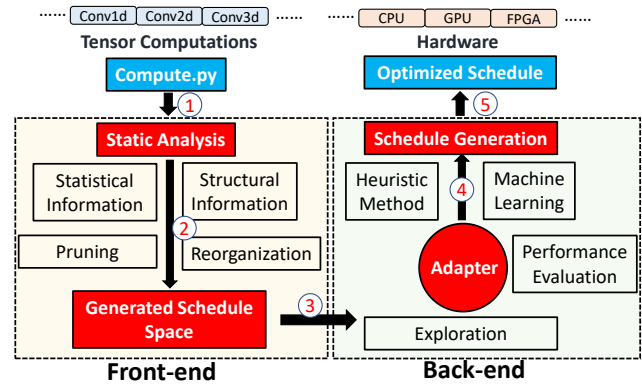 ...... Conv1d Conv2d Conv3d ......
Tensor Computations
Compute.py
1
Static Analysis
Statistical
Information
Structural
Information
2
Pruning
Reorganization
Generated Schedule
Space
3
Front-end
...... CPU GPU FPGA ......
Hardware
Optimized Schedule
5
Schedule Generation
Heuristic
Method
4
Machine
Learning
Adapter
Performance
Evaluation
Exploration
Back-end